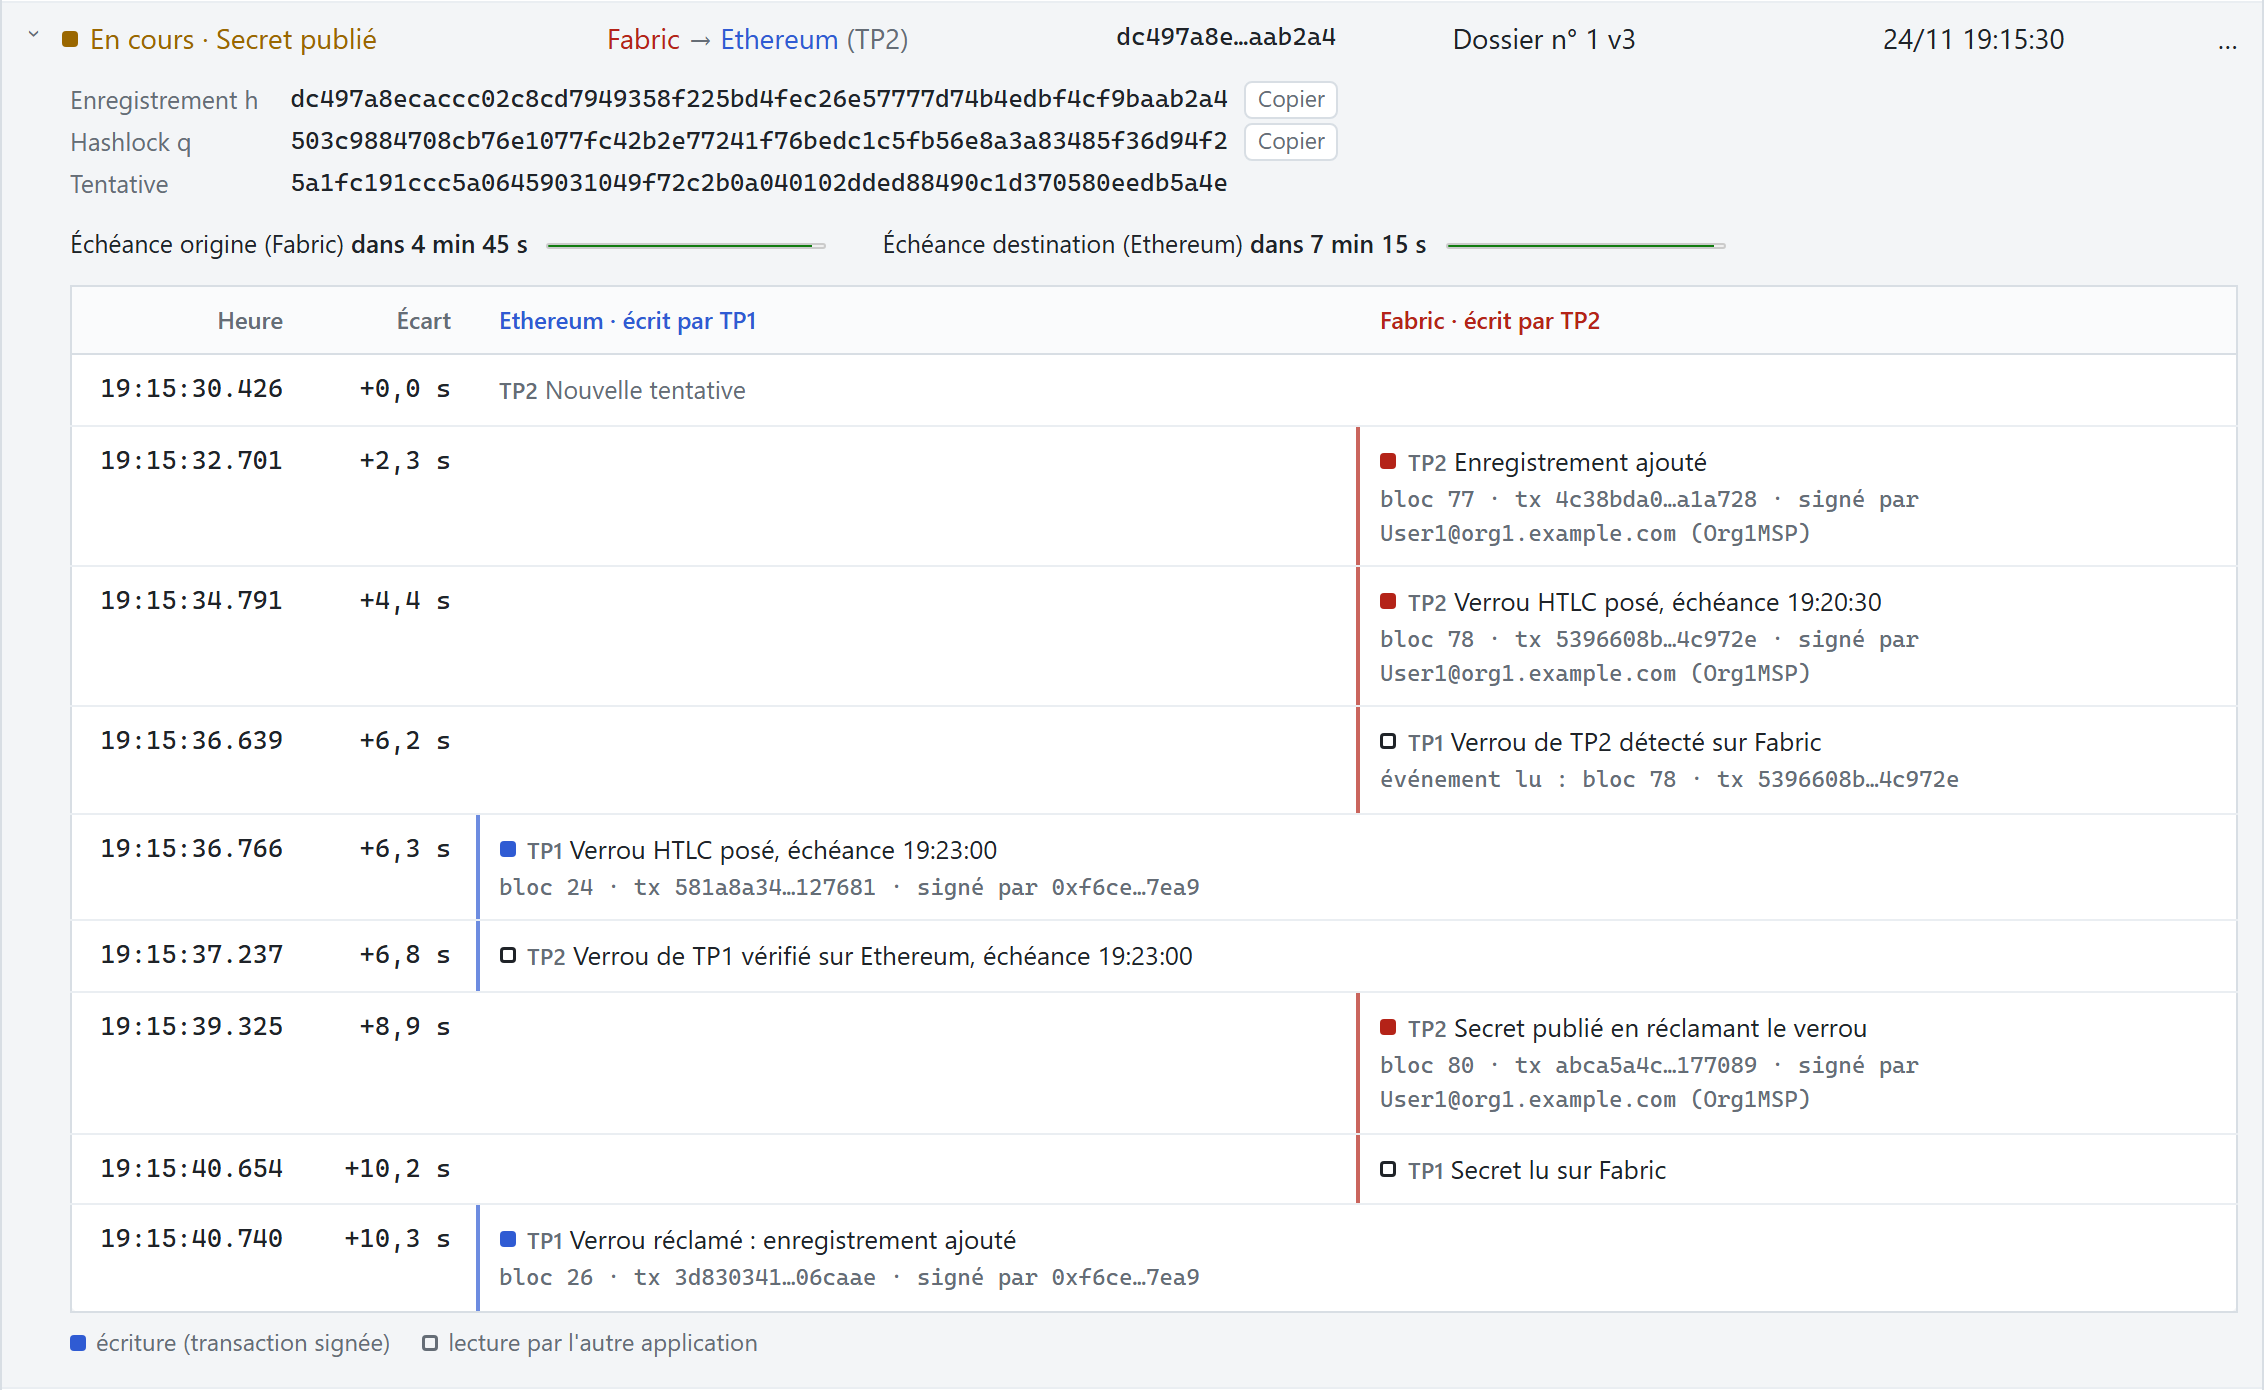 En cours · Secret publié Fabric → Ethereum (TP2) dc497a8e…aab2a4 Dossier n° 1 v3 24/11 19:15:30 ...
Enregistrement h dc497a8ecaccc02c8cd7949358f225bd4fec26e57777d74b4edbf4cf9baab2a4 Copier
Hashlock q 503c9884708cb76e1077fc42b2e77241f76bedc1c5fb56e8a3a83485f36d94f2 Copier
Tentative 5a1fc191ccc5a06459031049f72c2b0a040102dded88490c1d370580eedb5a4e
Échéance origine (Fabric) dans 4 min 45 s Échéance destination (Ethereum) dans 7 min 15 s
Heure Écart Ethereum · écrit par TP1 Fabric · écrit par TP2
19:15:30.426 +0,0 s TP2 Nouvelle tentative
19:15:32.701 +2,3 s TP2 Enregistrement ajouté
bloc 77 · tx 4c38bda0…a1a728 · signé par
User1@org1.example.com (Org1MSP)
19:15:34.791 +4,4 s TP2 Verrou HTLC posé, échéance 19:20:30
bloc 78 · tx 5396608b…4c972e · signé par
User1@org1.example.com (Org1MSP)
19:15:36.639 +6,2 s TP1 Verrou de TP2 détecté sur Fabric
événement lu : bloc 78 · tx 5396608b…4c972e
19:15:36.766 +6,3 s TP1 Verrou HTLC posé, échéance 19:23:00
bloc 24 · tx 581a8a34…127681 · signé par 0xf6ce…7ea9
19:15:37.237 +6,8 s TP2 Verrou de TP1 vérifié sur Ethereum, échéance 19:23:00
19:15:39.325 +8,9 s TP2 Secret publié en réclamant le verrou
bloc 80 · tx abca5a4c…177089 · signé par
User1@org1.example.com (Org1MSP)
19:15:40.654 +10,2 s TP1 Secret lu sur Fabric
19:15:40.740 +10,3 s TP1 Verrou réclamé : enregistrement ajouté
bloc 26 · tx 3d830341…06caae · signé par 0xf6ce…7ea9
écriture (transaction signée) lecture par l'autre application